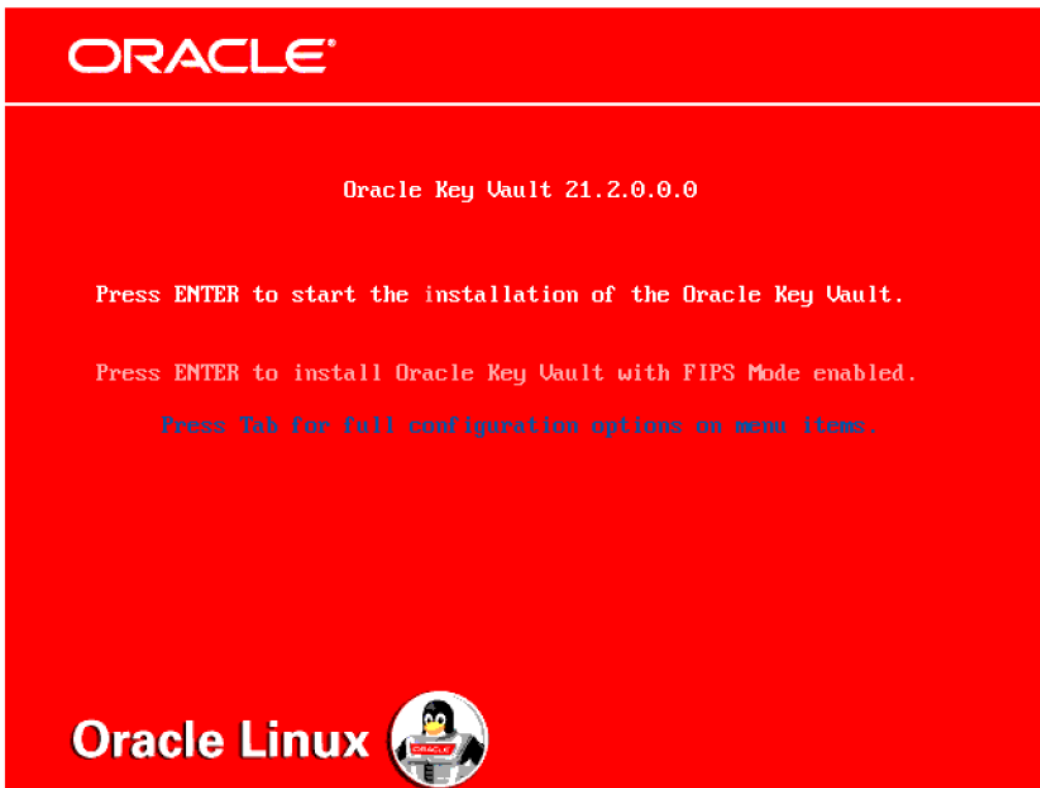 ORACLE®
Oracle Key Vault 21.2.0.0.0
Press ENTER to start the installation of the Oracle Key Vault.
Press ENTER to install Oracle Key Vault with FIPS Mode enabled.
Press Tab for full configuration options on menu items.
Oracle Linux
ORACLE